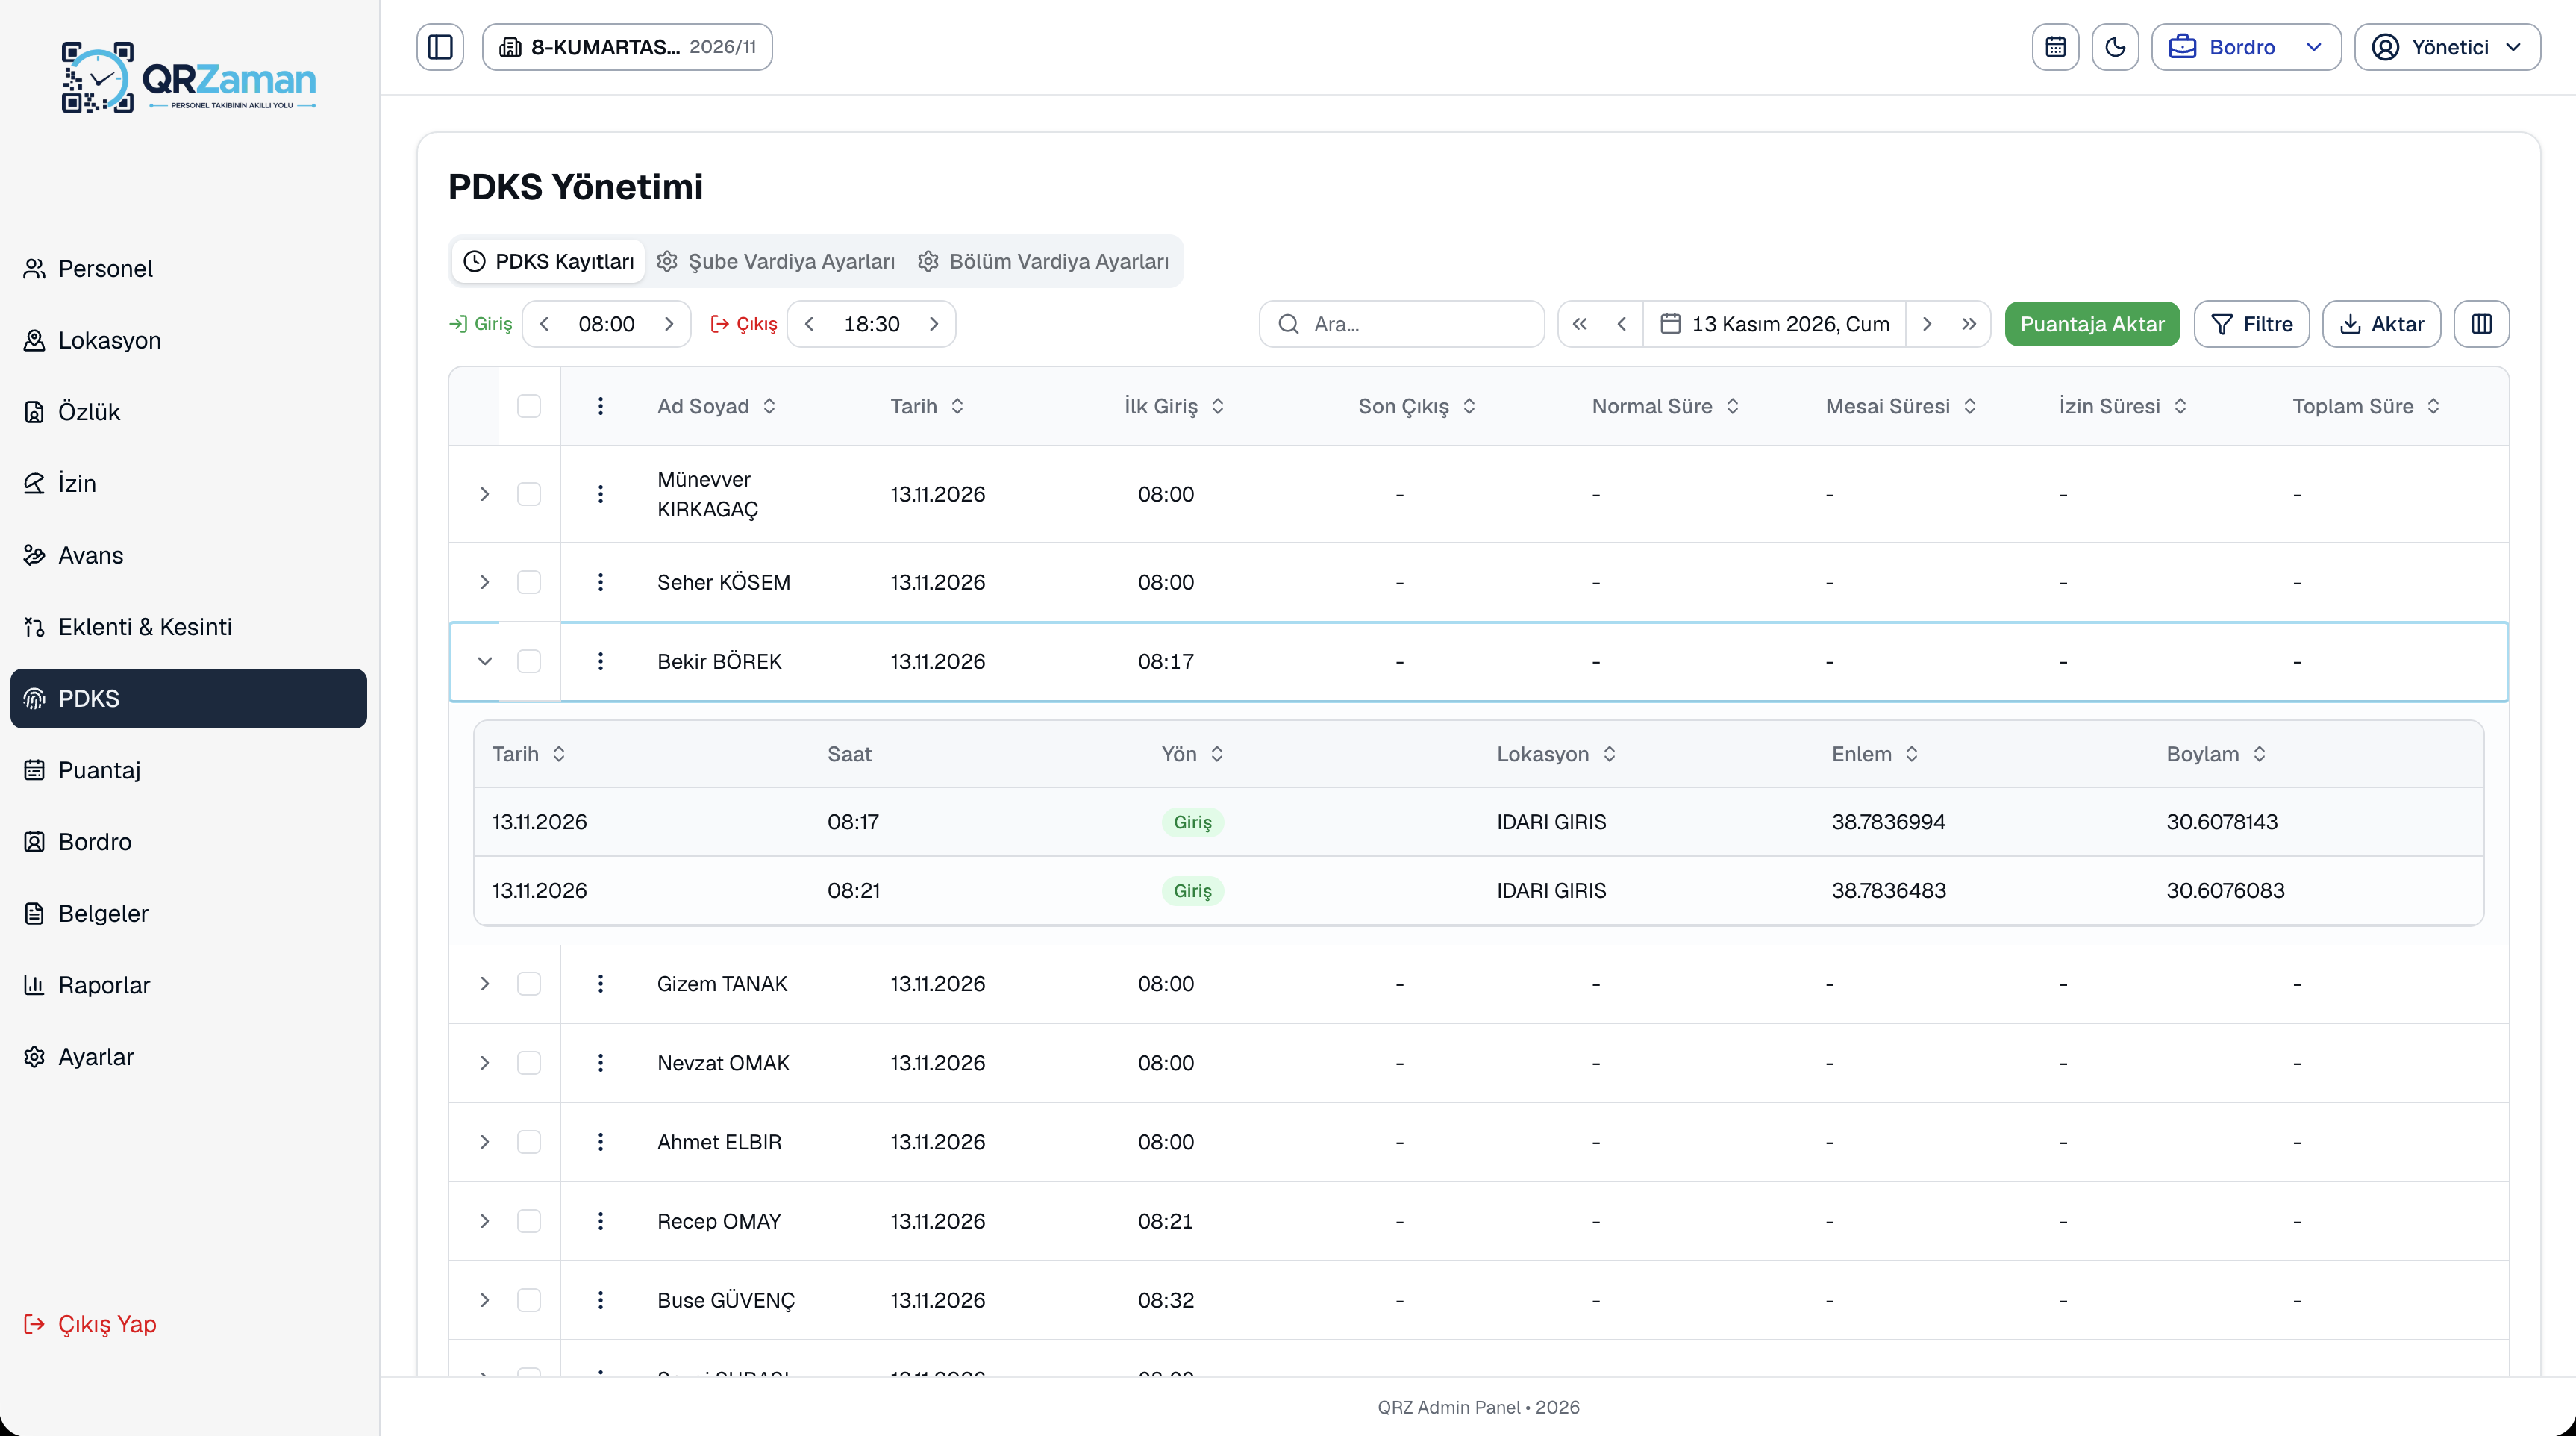 QRZaman
PERSONEL TAKİBİNİN AKILLI YOLU
Personel
Lokasyon
Özlük
İzin
Avans
Eklenti & Kesinti
PDKS
Puantaj
Bordro
Belgeler
Raporlar
Ayarlar
Çıkış Yap
8-KUMARTAS... 2026/11
Bordro
Yönetici
PDKS Yönetimi
PDKS Kayıtları Şube Vardiya Ayarları Bölüm Vardiya Ayarları
Giriş 08:00 Çıkış 18:30 Ara... 13 Kasım 2026, Cum Puantaja Aktar Filtre Aktar
Ad Soyad Tarih İlk Giriş Son Çıkış Normal Süre Mesai Süresi İzin Süresi Toplam Süre
Münevver
KIRKAGAÇ 13.11.2026 08:00 - - - - -
Seher KÖSEM 13.11.2026 08:00 - - - - -
Bekir BÖREK 13.11.2026 08:17 - - - - -
Tarih Saat Yön Lokasyon Enlem Boylam
13.11.2026 08:17 Giriş IDARI GIRIS 38.7836994 30.6078143
13.11.2026 08:21 Giriş IDARI GIRIS 38.7836483 30.6076083
Gizem TANAK 13.11.2026 08:00 - - - - -
Nevzat OMAK 13.11.2026 08:00 - - - - -
Ahmet ELBIR 13.11.2026 08:00 - - - - -
Recep OMAY 13.11.2026 08:21 - - - - -
Buse GÜVENÇ 13.11.2026 08:32 - - - - -
13.11.2026
QRZ Admin Panel • 2026